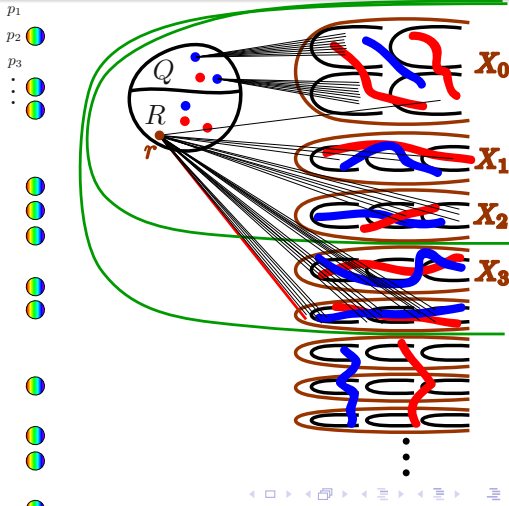 p₁
p₂
p₃
Q
R
r
X₀
X₁
X₂
X₃